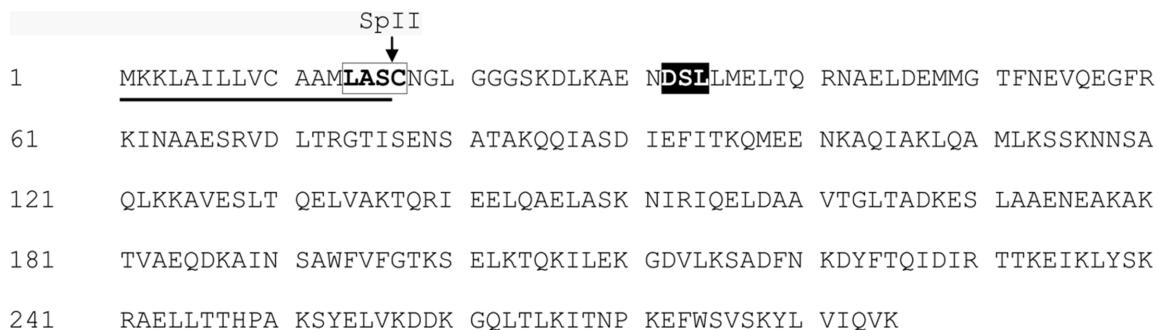 SpII
1 MKKLAILLVC AAMLASCNGL GGGSKDLKAE NDSLLMELTQ RNAELDEMMG TFNEVQEGFR
61 KINAAESRVD LTRGTISENS ATAKQQIASD IEFITKQMEE NKAQIAKLQA MLKSSKNNSA
121 QLKKAVESLT QELVAKTQRI EELQAELASK NIRIQELDAA VTGLTADKES LAAENEAKAK
181 TVAEQDKAIN SAWFVFGTKS ELKTQKILEK GDVLKSADFN KDYFTQIDIR TTKEIKLYSK
241 RAELLTTHPA KSYELVKDDK GQLTLKITNP KEFWSVSKYL VIQVK